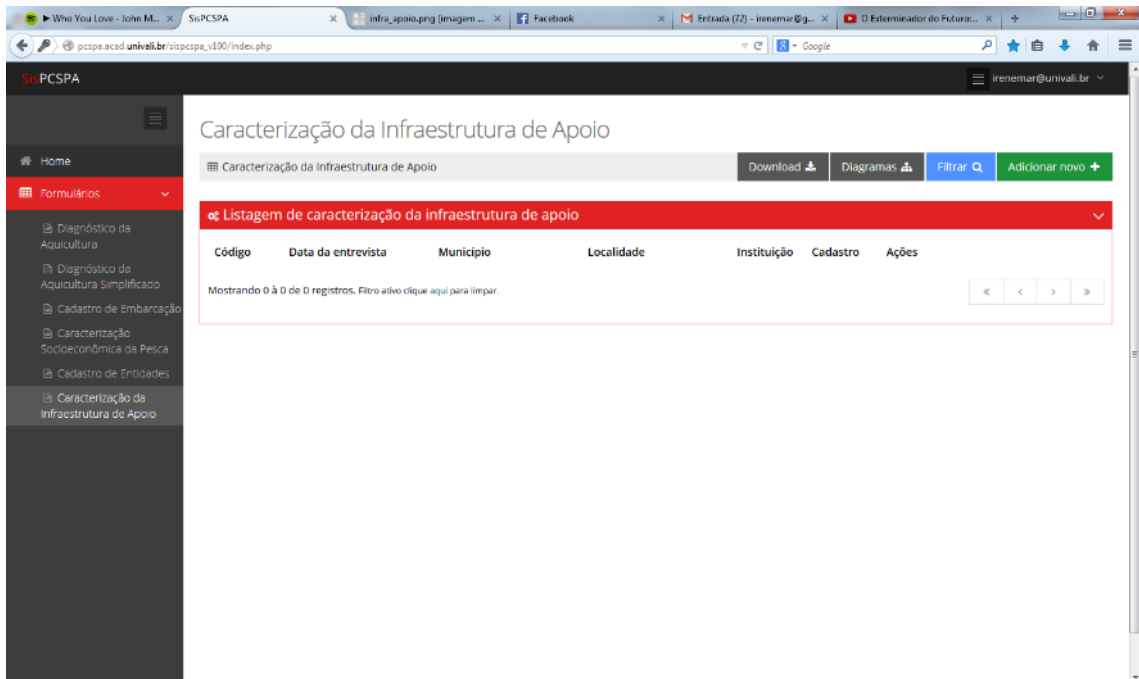 ▶ Who You Love - John M...
SisPCSPA
infra_apoio.png (imagem ...
Facebook
Entrada (72) - irenemar@g...
O Exterminador do Futuro:...
pcspa.acad.univali.br/sispcspa_v100/index.php
Google
SisPCSPA
irenemar@univali.br
Caracterização da Infraestrutura de Apoio
Home
Caracterização da Infraestrutura de Apoio
Download
Diagramas
Filtrar
Adicionar novo
Formulários
Listagem de caracterização da infraestrutura de apoio
Diagnóstico da
Aquicultura
Código Data da entrevista Município Localidade Instituição Cadastro Ações
Diagnóstico da
Aquicultura Simplificado
Mostrando 0 à 0 de 0 registros. Filtro ativo clique aqui para limpar.
Cadastro de Embarcação
Caracterização
Socioeconômica da Pesca
Cadastro de Entidades
Caracterização da
Infraestrutura de Apoio